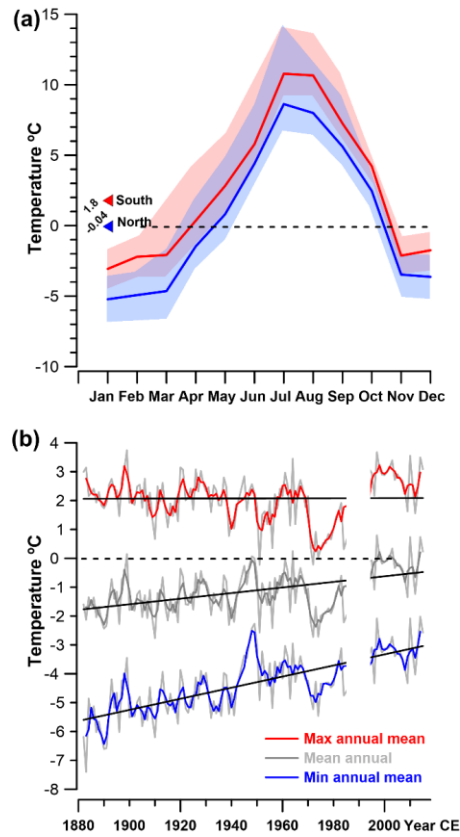 (a)
15
10
5
0
-5
-10
Temperature ºC
1.8 South
-0.04 North
Jan Feb Mar Apr May Jun Jul Aug Sep Oct Nov Dec
(b)
4
3
2
1
0
-1
-2
-3
-4
-5
-6
-7
-8
Temperature ºC
Max annual mean
Mean annual
Min annual mean
1880 1900 1920 1940 1960 1980 2000 Year CE